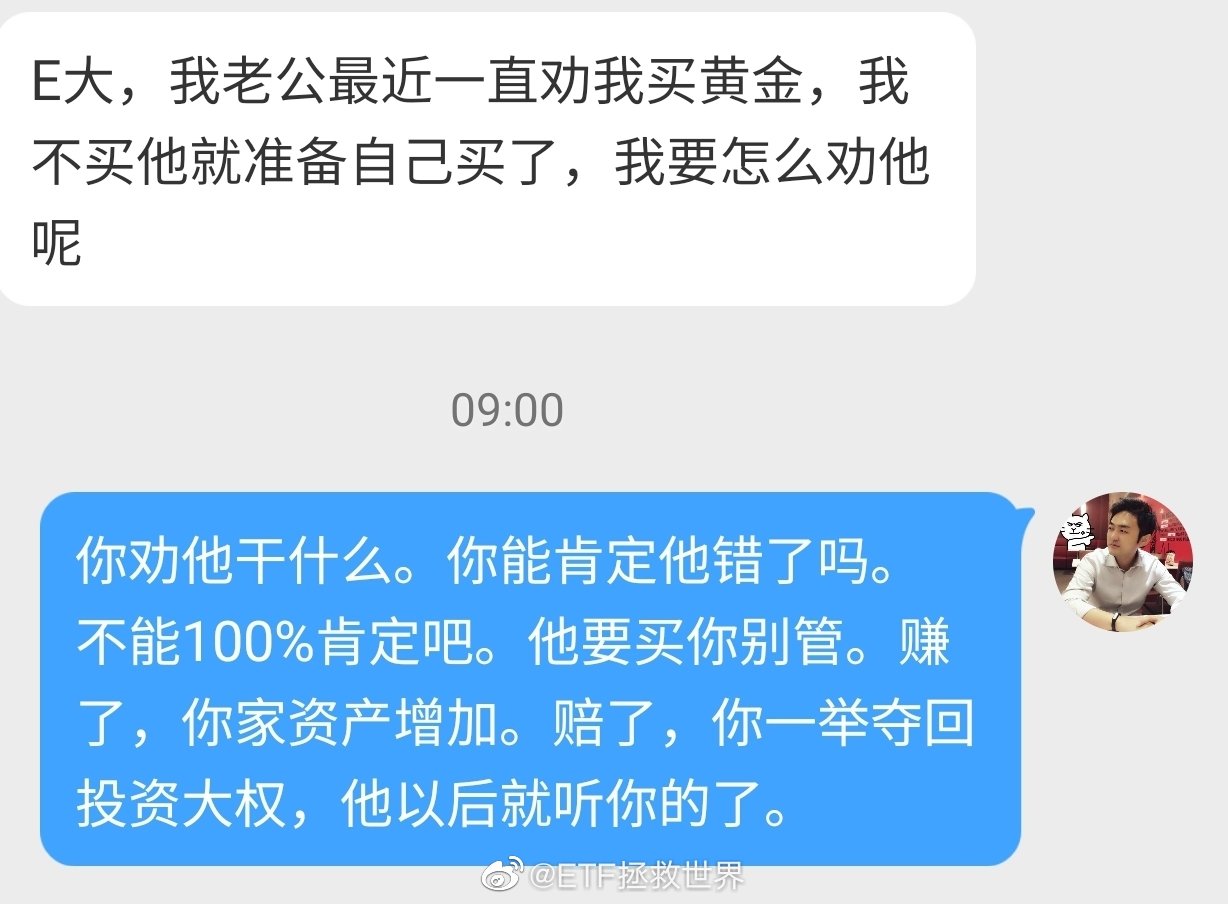 E大，我老公最近一直劝我买黄金，我
不买他就准备自己买了，我要怎么劝他
呢
09:00
你劝他干什么。你能肯定他错了吗。
不能100%肯定吧。他要买你别管。赚
了，你家资产增加。赔了，你一举夺回
投资大权，他以后就听你的了。
@ETF拯救世界